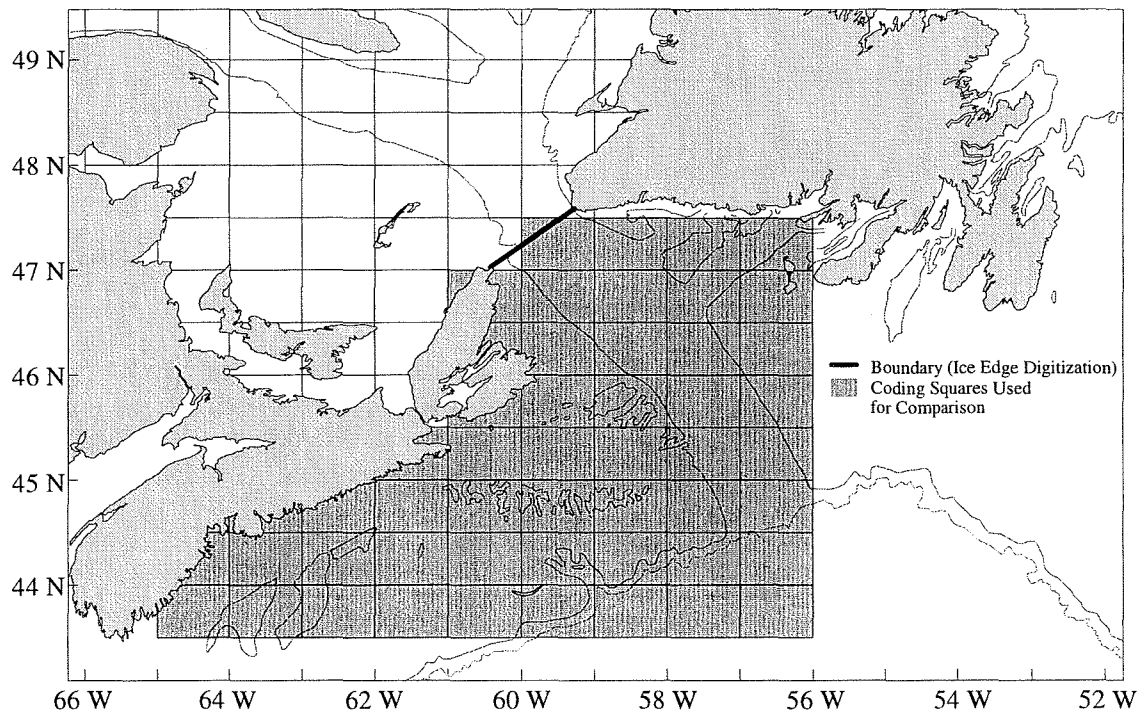 49 N
48 N
47 N
46 N
45 N
44 N
Boundary (Ice Edge Digitization)
Coding Squares Used
for Comparison
66 W
64 W
62 W
60 W
58 W
56 W
54 W
52 W